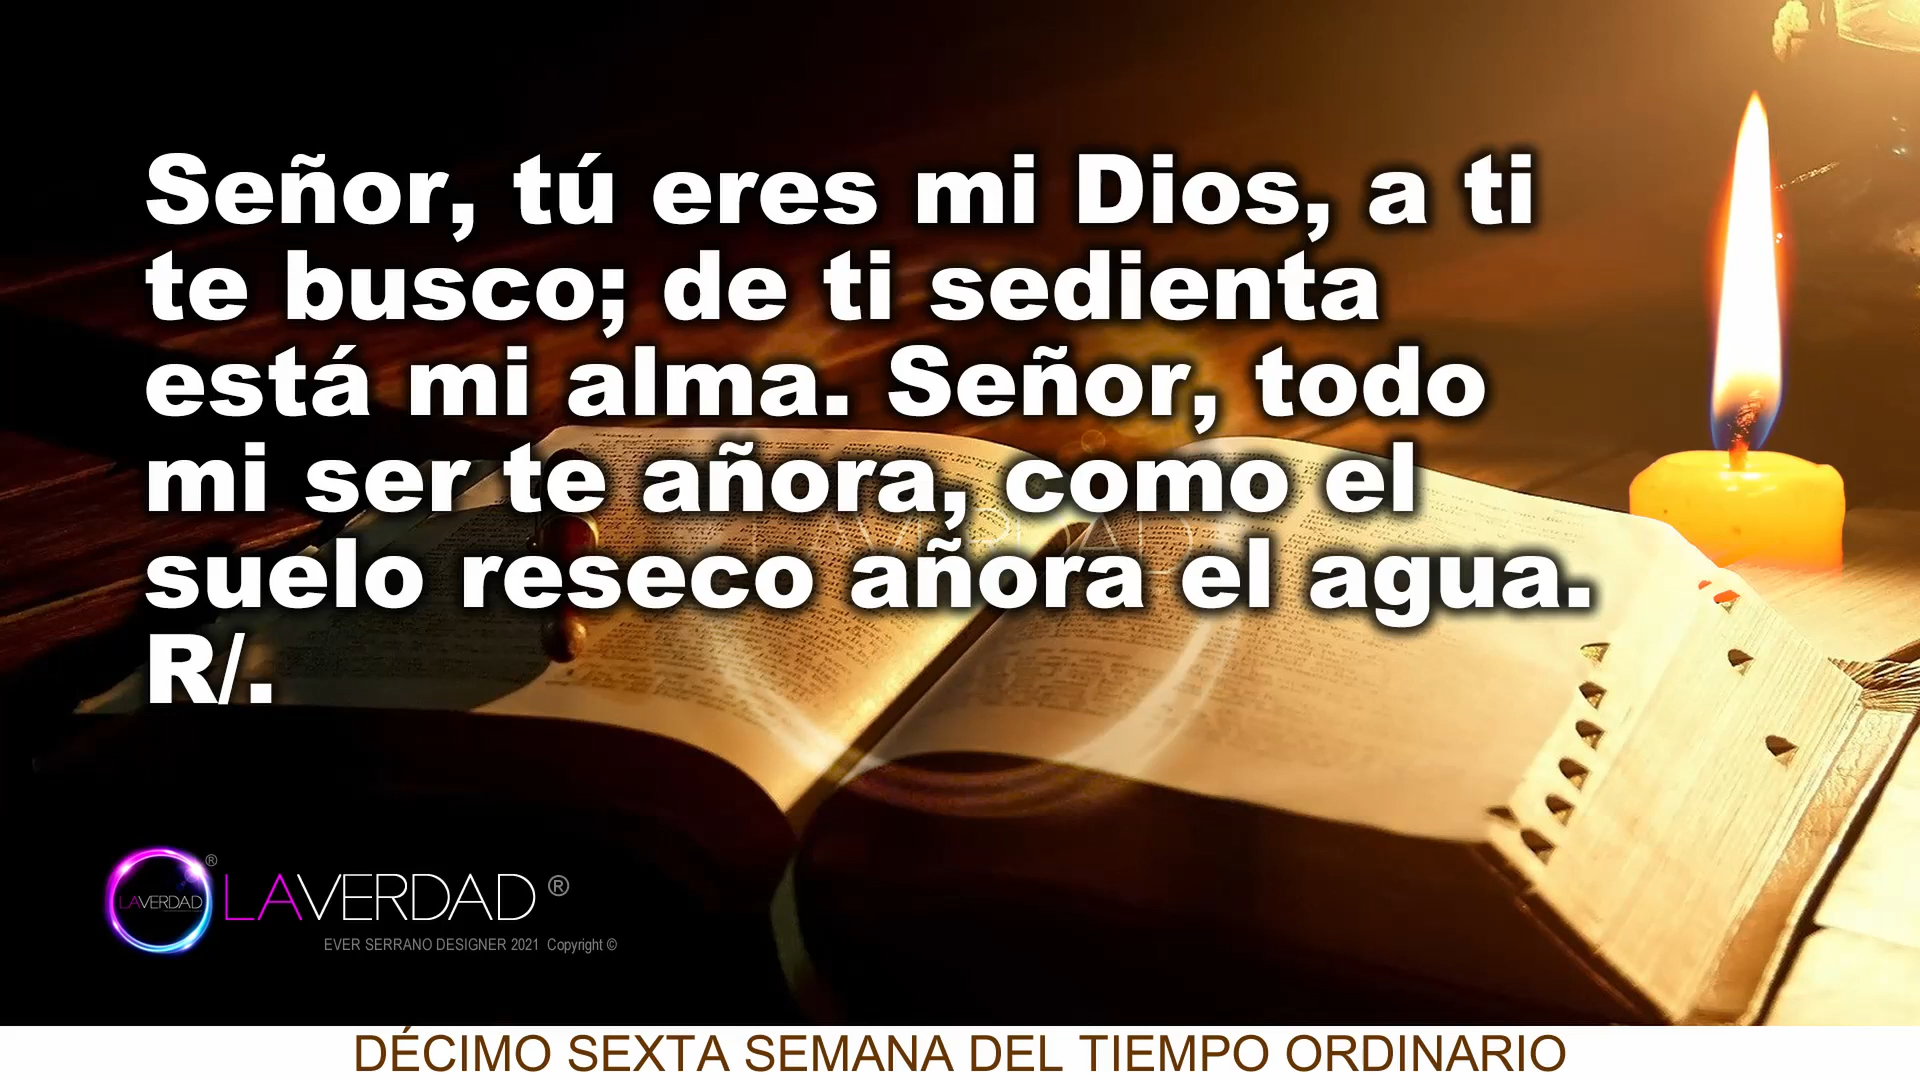 Señor, tú eres mi Dios, a ti
te busco; de ti sedienta
está mi alma. Señor, todo
mi ser te añora, como el
suelo reseco añora el agua.
R/.
LAVERDAD
LAVERDAD ®
®
LAVERDAD ®
EVER SERRANO DESIGNER 2021 Copyright ©
DÉCIMO SEXTA SEMANA DEL TIEMPO ORDINARIO